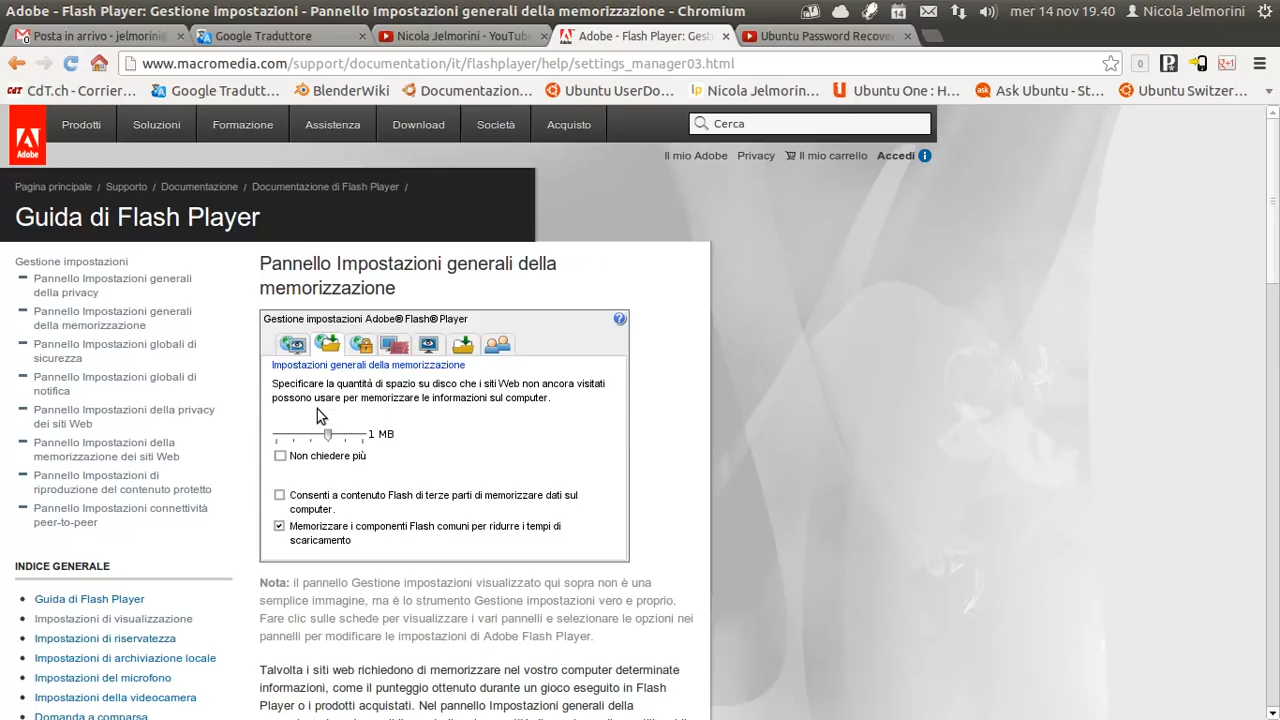 Adobe - Flash Player: Gestione impostazioni - Pannello Impostazioni generali della memorizzazione - Chromium
14
mer 14 nov 19.40
Nicola Jelmorini
Posta in arrivo - jelmorini@
Google Traduttore
Nicola Jelmorini - YouTube
Adobe - Flash Player: Gest
Ubuntu Password Recove
www.macromedia.com/support/documentation/it/flashplayer/help/settings_manager03.html
0
CdT.ch - Corrier...
Google Tradutt...
BlenderWiki
Documentazion...
Ubuntu UserDo...
Nicola Jelmorin...
Ubuntu One : H...
Ask Ubuntu - St...
Ubuntu Switzer...
Adobe
Prodotti
Soluzioni
Formazione
Assistenza
Download
Società
Acquisto
Cerca
Il mio Adobe
Privacy
Il mio carrello
Accedi
Pagina principale / Supporto / Documentazione / Documentazione di Flash Player /
Guida di Flash Player
Gestione impostazioni
Pannello Impostazioni generali
della privacy
Pannello Impostazioni generali
della memorizzazione
Pannello Impostazioni globali di
sicurezza
Pannello Impostazioni globali di
notifica
Pannello Impostazioni della privacy
dei siti Web
Pannello Impostazioni della
memorizzazione dei siti Web
Pannello Impostazioni di
riproduzione del contenuto protetto
Pannello Impostazioni connettività
peer-to-peer
INDICE GENERALE
Guida di Flash Player
Impostazioni di visualizzazione
Impostazioni di riservatezza
Impostazioni di archiviazione locale
Impostazioni del microfono
Impostazioni della videocamera
Domanda a comparsa
Pannello Impostazioni generali della
memorizzazione
Gestione impostazioni Adobe® Flash® Player
Impostazioni generali della memorizzazione
Specificare la quantità di spazio su disco che i siti Web non ancora visitati
possono usare per memorizzare le informazioni sul computer.
1 MB
Non chiedere più
Consenti a contenuto Flash di terze parti di memorizzare dati sul
computer.
Memorizzare i componenti Flash comuni per ridurre i tempi di
scaricamento
Nota: il pannello Gestione impostazioni visualizzato qui sopra non è una
semplice immagine, ma è lo strumento Gestione impostazioni vero e proprio.
Fare clic sulle schede per visualizzare i vari pannelli e selezionare le opzioni nei
pannelli per modificare le impostazioni di Adobe Flash Player.
Talvolta i siti web richiedono di memorizzare nel vostro computer determinate
informazioni, come il punteggio ottenuto durante un gioco eseguito in Flash
Player o i prodotti acquistati. Nel pannello Impostazioni generali della